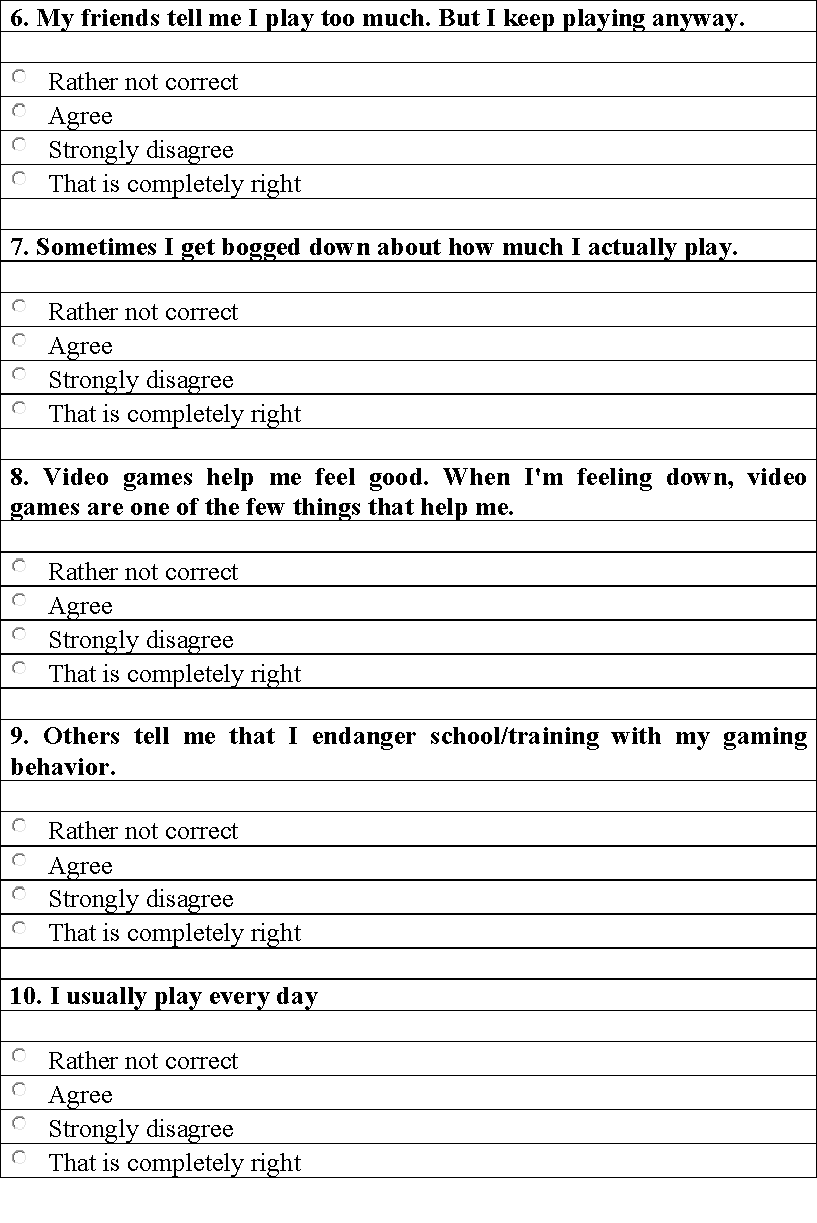 6. My friends tell me I play too much. But I keep playing anyway.
Rather not correct
Agree
Strongly disagree
That is completely right
7. Sometimes I get bogged down about how much I actually play.
Rather not correct
Agree
Strongly disagree
That is completely right
8. Video games help me feel good. When I'm feeling down, video
games are one of the few things that help me.
Rather not correct
Agree
Strongly disagree
That is completely right
9. Others tell me that I endanger school/training with my gaming
behavior.
Rather not correct
Agree
Strongly disagree
That is completely right
10. I usually play every day
Rather not correct
Agree
Strongly disagree
That is completely right